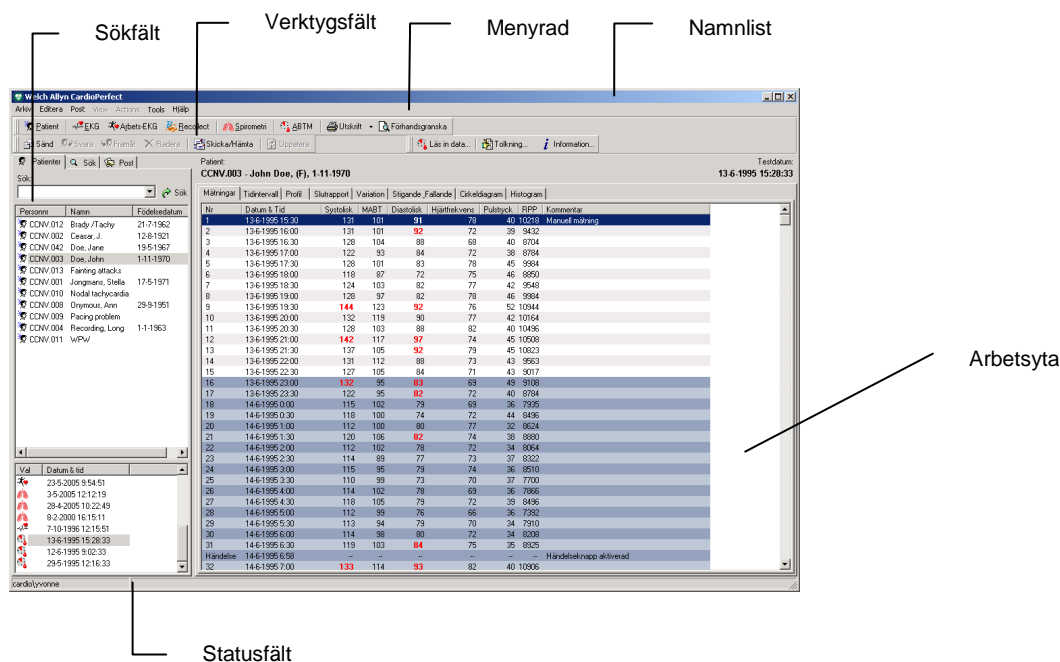 Sökfält
Verktygsfält
Menyrad
Namnlist
Welch Allyn CardioPerfect
Arkiv Editera Post View Actions Tools Hjälp
Patient EKG Arbets-EKG Recollect Spirometri ABTM Utskrift Förhandsgranska
Sänd Svara Framåt Radera Skicka/Hämta Uppdatera Läs in data... Tolkning... Information...
Patienter Sök Post
Sök:
Sök
Personnr Namn Födelsedatum
CCNV.012 Brady /Tachy 21-7-1962
CCNV.002 Ceasar, J. 12-8-1921
CCNV.042 Doe, Jane 19-5-1967
CCNV.003 Doe, John 1-11-1970
CCNV.013 Fainting attacks
CCNV.001 Jongmans, Stella 17-5-1971
CCNV.010 Nodal tachycardia
CCNV.008 Onymous, Ann 29-9-1951
CCNV.009 Pacing problem
CCNV.004 Recording, Long 1-1-1963
CCNV.011 WPW
Val Datum & tid
23-5-2005 9:54:51
3-5-2005 12:12:19
28-4-2005 10:22:49
8-2-2000 16:15:11
7-10-1996 12:15:51
13-6-1995 15:28:33
12-6-1995 9:02:33
29-5-1995 12:16:33
Patient: Testdatum:
CCNV.003 - John Doe, (F), 1-11-1970 13-6-1995 15:28:33
Mätningar Tidintervall Profil Slutrapport Variation Stigande_Fallande Cirkeldiagram Histogram
Nr Datum & Tid Systolisk MABT Diastolisk Hjärtfrekvens Pulstryck RPP Kommentar
1 13-6-1995 15:30 131 101 91 78 40 10218 Manuell mätning
2 13-6-1995 16:00 131 101 92 72 39 9432
3 13-6-1995 16:30 128 104 88 68 40 8704
4 13-6-1995 17:00 122 93 84 72 38 8784
5 13-6-1995 17:30 128 101 83 78 45 9984
6 13-6-1995 18:00 118 87 72 75 46 8850
7 13-6-1995 18:30 124 103 82 77 42 9548
8 13-6-1995 19:00 128 97 82 78 46 9984
9 13-6-1995 19:30 144 123 92 76 52 10944
10 13-6-1995 20:00 132 119 90 77 42 10164
11 13-6-1995 20:30 128 103 88 82 40 10496
12 13-6-1995 21:00 142 117 97 74 45 10508
13 13-6-1995 21:30 137 105 92 79 45 10823
14 13-6-1995 22:00 131 112 88 73 43 9563
15 13-6-1995 22:30 127 105 84 71 43 9017
16 13-6-1995 23:00 132 95 83 69 49 9108
17 13-6-1995 23:30 122 95 82 72 40 8784
18 14-6-1995 0:00 115 102 79 69 36 7935
19 14-6-1995 0:30 118 100 74 72 44 8496
20 14-6-1995 1:00 112 100 80 77 32 8624
21 14-6-1995 1:30 120 106 82 74 38 8880
22 14-6-1995 2:00 112 102 78 72 34 8064
23 14-6-1995 2:30 114 89 77 73 37 8322
24 14-6-1995 3:00 115 95 79 74 36 8510
25 14-6-1995 3:30 110 99 73 70 37 7700
26 14-6-1995 4:00 114 102 78 69 36 7866
27 14-6-1995 4:30 118 105 79 72 39 8496
28 14-6-1995 5:00 112 99 76 66 36 7392
29 14-6-1995 5:30 113 94 79 70 34 7910
30 14-6-1995 6:00 114 98 80 72 34 8208
31 14-6-1995 6:30 119 103 84 75 35 8925
Händelse 14-6-1995 6:58 -- -- -- -- -- -- Händelseknapp aktiverad
32 14-6-1995 7:00 133 114 93 82 40 10906
cardio\yvonne
Arbetsyta
Statusfält